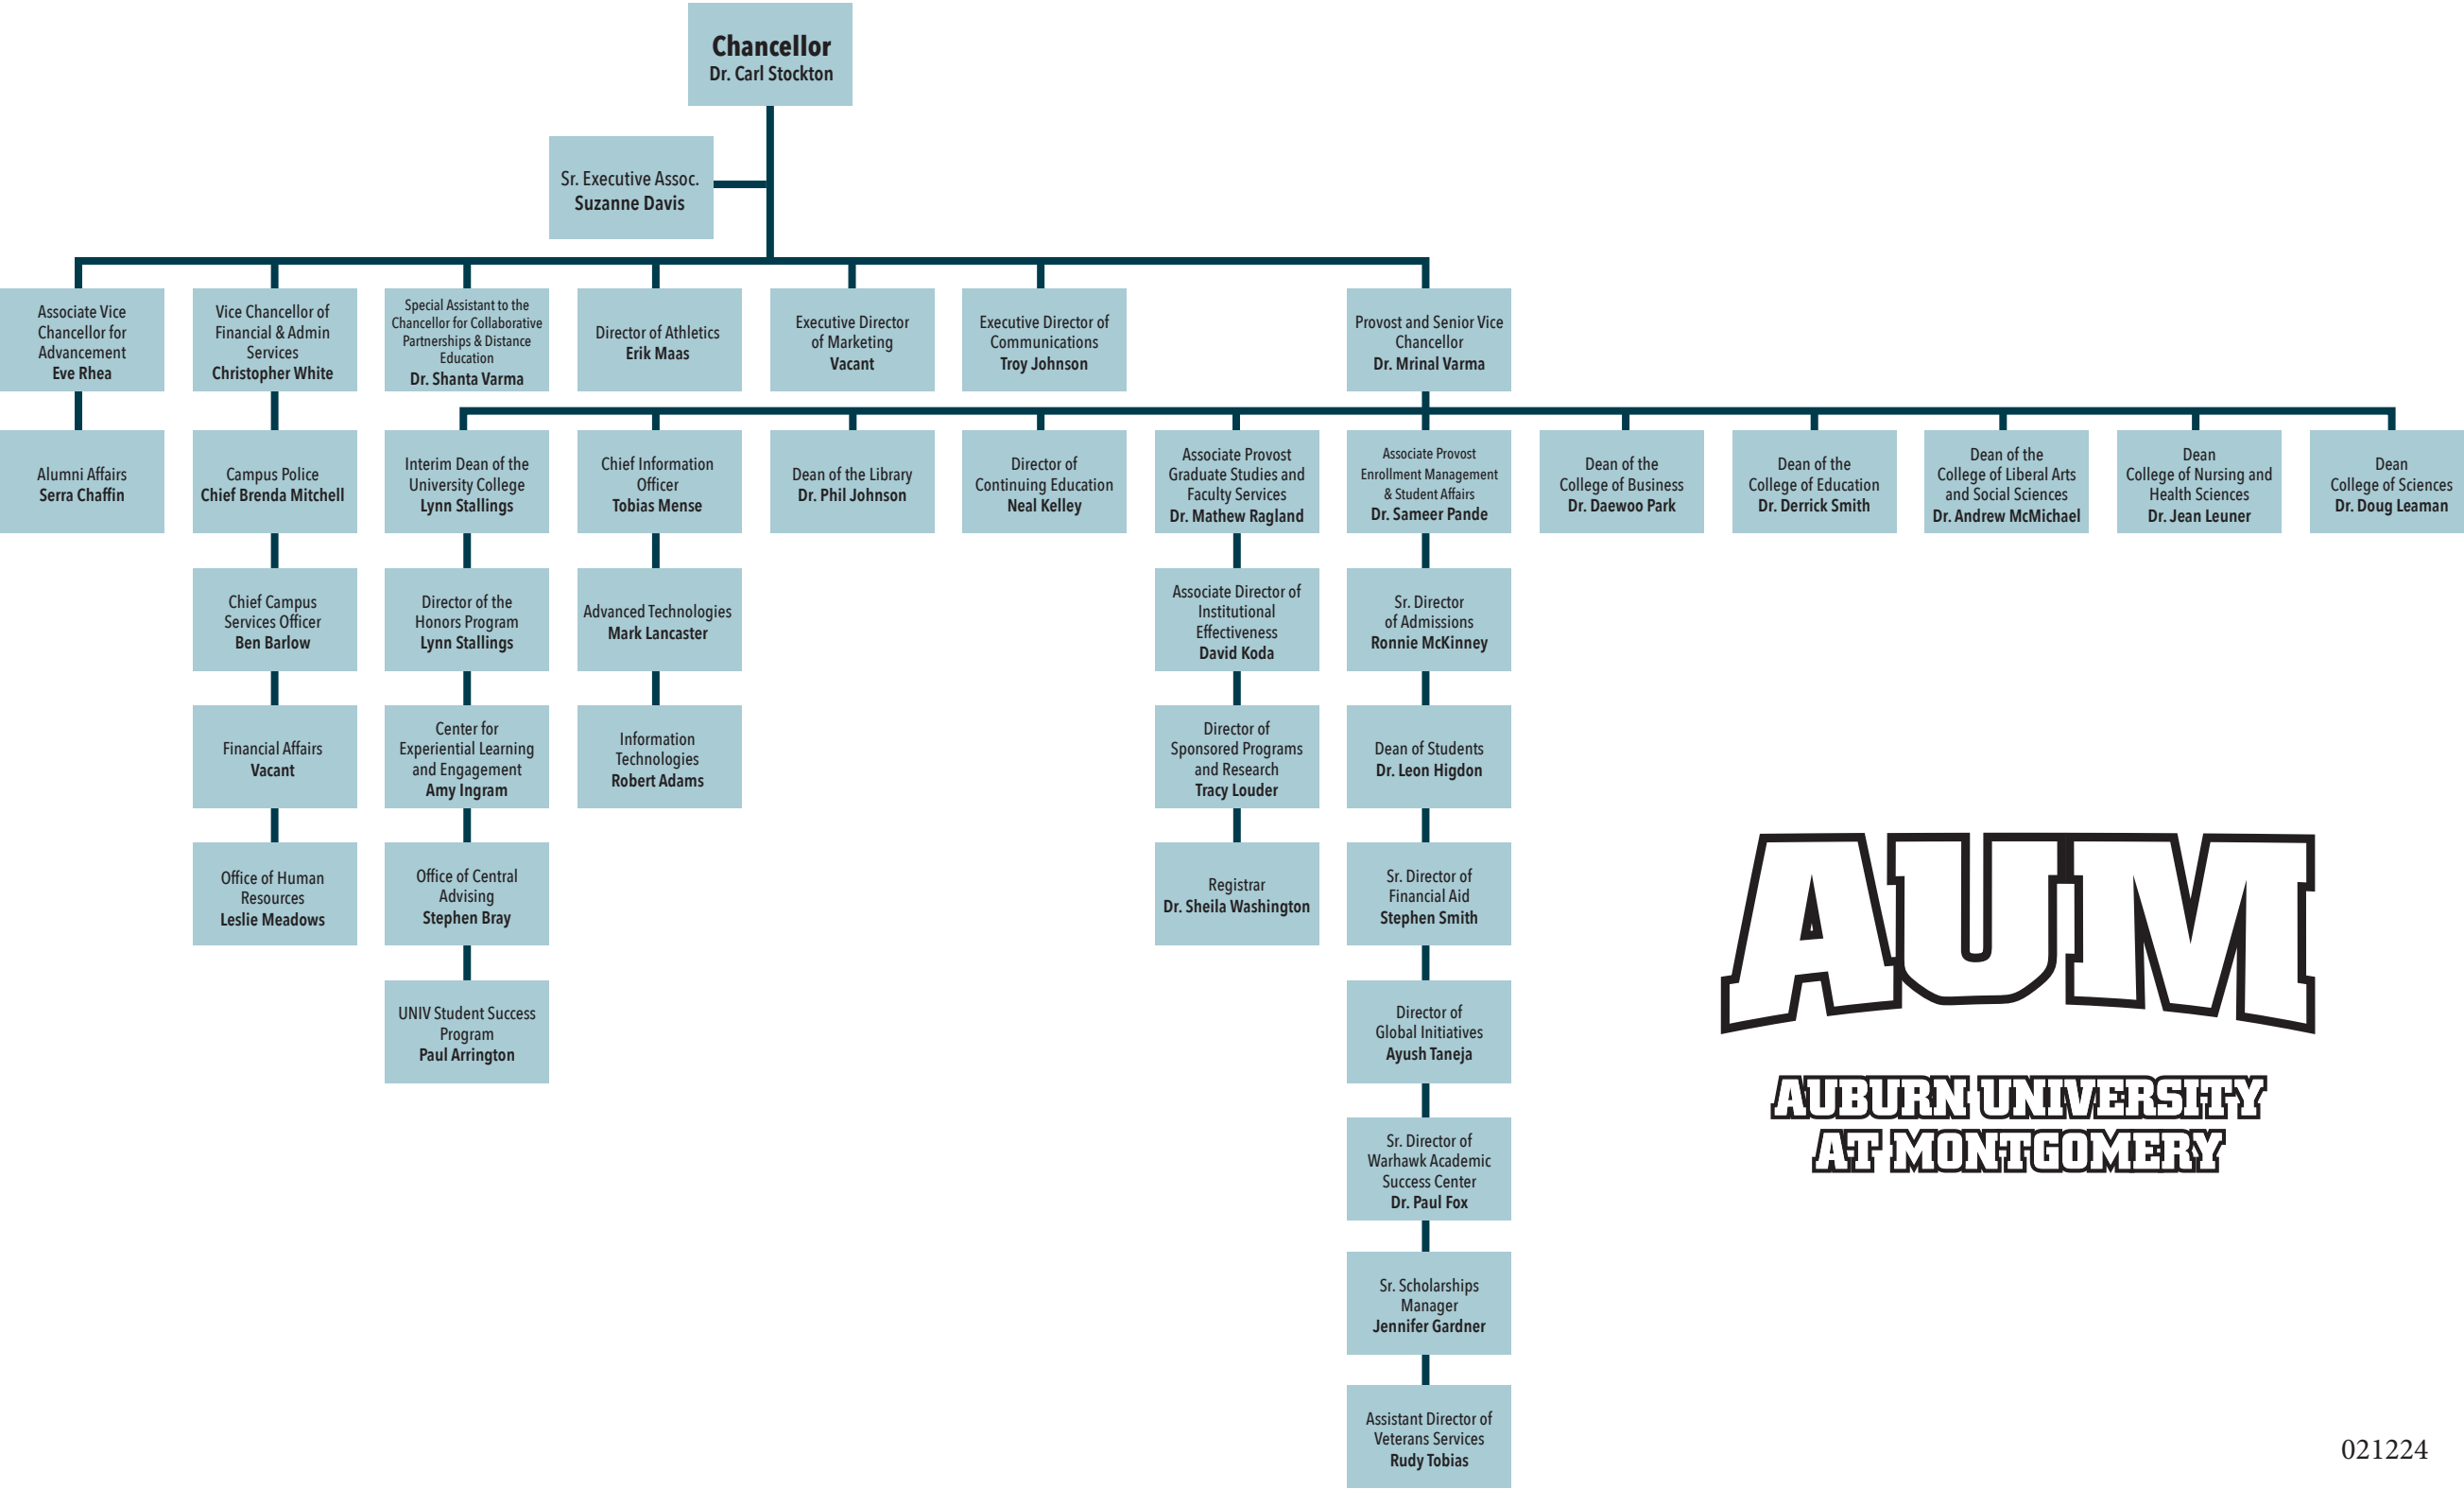 Chancellor
Dr. Carl Stockton
Sr. Executive Assoc.
Suzanne Davis
Associate Vice
Chancellor for
Advancement
Eve Rhea
Vice Chancellor of
Financial & Admin
Services
Christopher White
Special Assistant to the
Chancellor for Collaborative
Partnerships & Distance
Education
Dr. Shanta Varma
Director of Athletics
Erik Maas
Executive Director
of Marketing
Vacant
Executive Director of
Communications
Troy Johnson
Provost and Senior Vice
Chancellor
Dr. Mrinal Varma
Alumni Affairs
Serra Chaffin
Campus Police
Chief Brenda Mitchell
Interim Dean of the
University College
Lynn Stallings
Chief Information
Officer
Tobias Mense
Dean of the Library
Dr. Phil Johnson
Director of
Continuing Education
Neal Kelley
Associate Provost
Graduate Studies and
Faculty Services
Dr. Mathew Ragland
Associate Provost
Enrollment Management
& Student Affairs
Dr. Sameer Pande
Dean of the
College of Business
Dr. Daewoo Park
Dean of the
College of Education
Dr. Derrick Smith
Dean of the
College of Liberal Arts
and Social Sciences
Dr. Andrew McMichael
Dean
College of Nursing and
Health Sciences
Dr. Jean Leuner
Dean
College of Sciences
Dr. Doug Leaman
Chief Campus
Services Officer
Ben Barlow
Director of the
Honors Program
Lynn Stallings
Advanced Technologies
Mark Lancaster
Associate Director of
Institutional
Effectiveness
David Koda
Sr. Director
of Admissions
Ronnie McKinney
Financial Affairs
Vacant
Center for
Experiential Learning
and Engagement
Amy Ingram
Information
Technologies
Robert Adams
Director of
Sponsored Programs
and Research
Tracy Louder
Dean of Students
Dr. Leon Higdon
Office of Human
Resources
Leslie Meadows
Office of Central
Advising
Stephen Bray
Registrar
Dr. Sheila Washington
Sr. Director of
Financial Aid
Stephen Smith
UNIV Student Success
Program
Paul Arrington
Director of
Global Initiatives
Ayush Taneja
Sr. Director of
Warhawk Academic
Success Center
Dr. Paul Fox
Sr. Scholarships
Manager
Jennifer Gardner
Assistant Director of
Veterans Services
Rudy Tobias
AUM
AUBURN UNIVERSITY
AT MONTGOMERY
021224